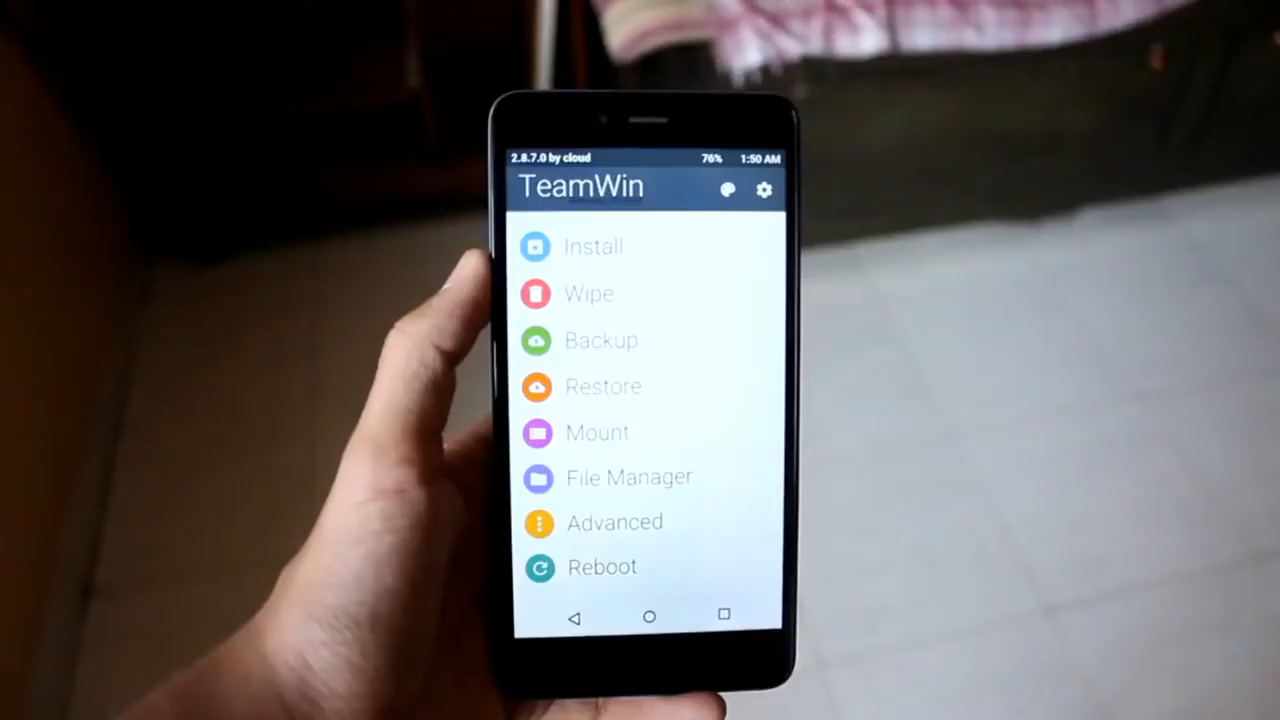 2.8.7.0 by cloud 76% 1:50 AM
TeamWin
Install
Wipe
Backup
Restore
Mount
File Manager
Advanced
Reboot